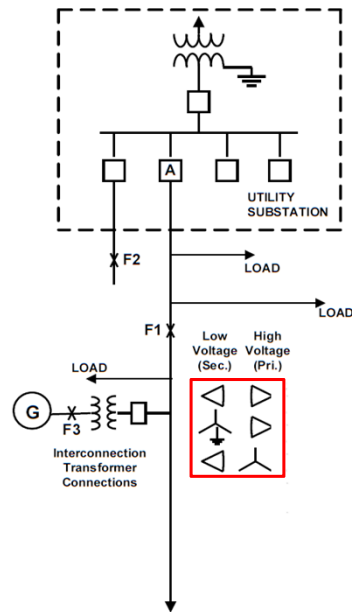 A
UTILITY
SUBSTATION
F2
LOAD
LOAD
F1
Low
Voltage
(Sec.)
High
Voltage
(Pri.)
LOAD
G
F3
Interconnection
Transformer
Connections